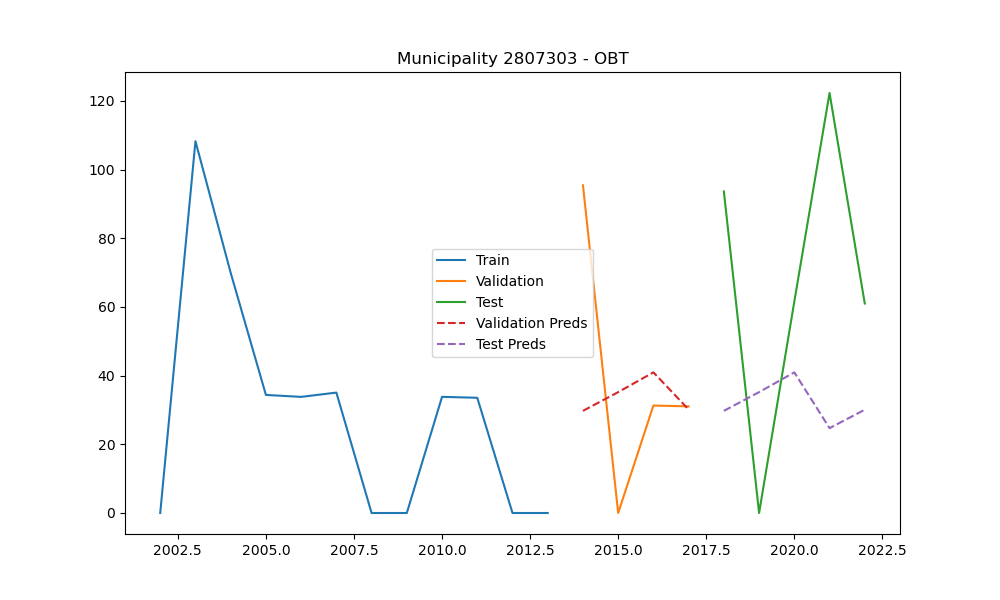 Municipality 2807303 - OBT
120
100
80
60
40
20
0
Train
Validation
Test
Validation Preds
Test Preds
2002.5 2005.0 2007.5 2010.0 2012.5 2015.0 2017.5 2020.0 2022.5